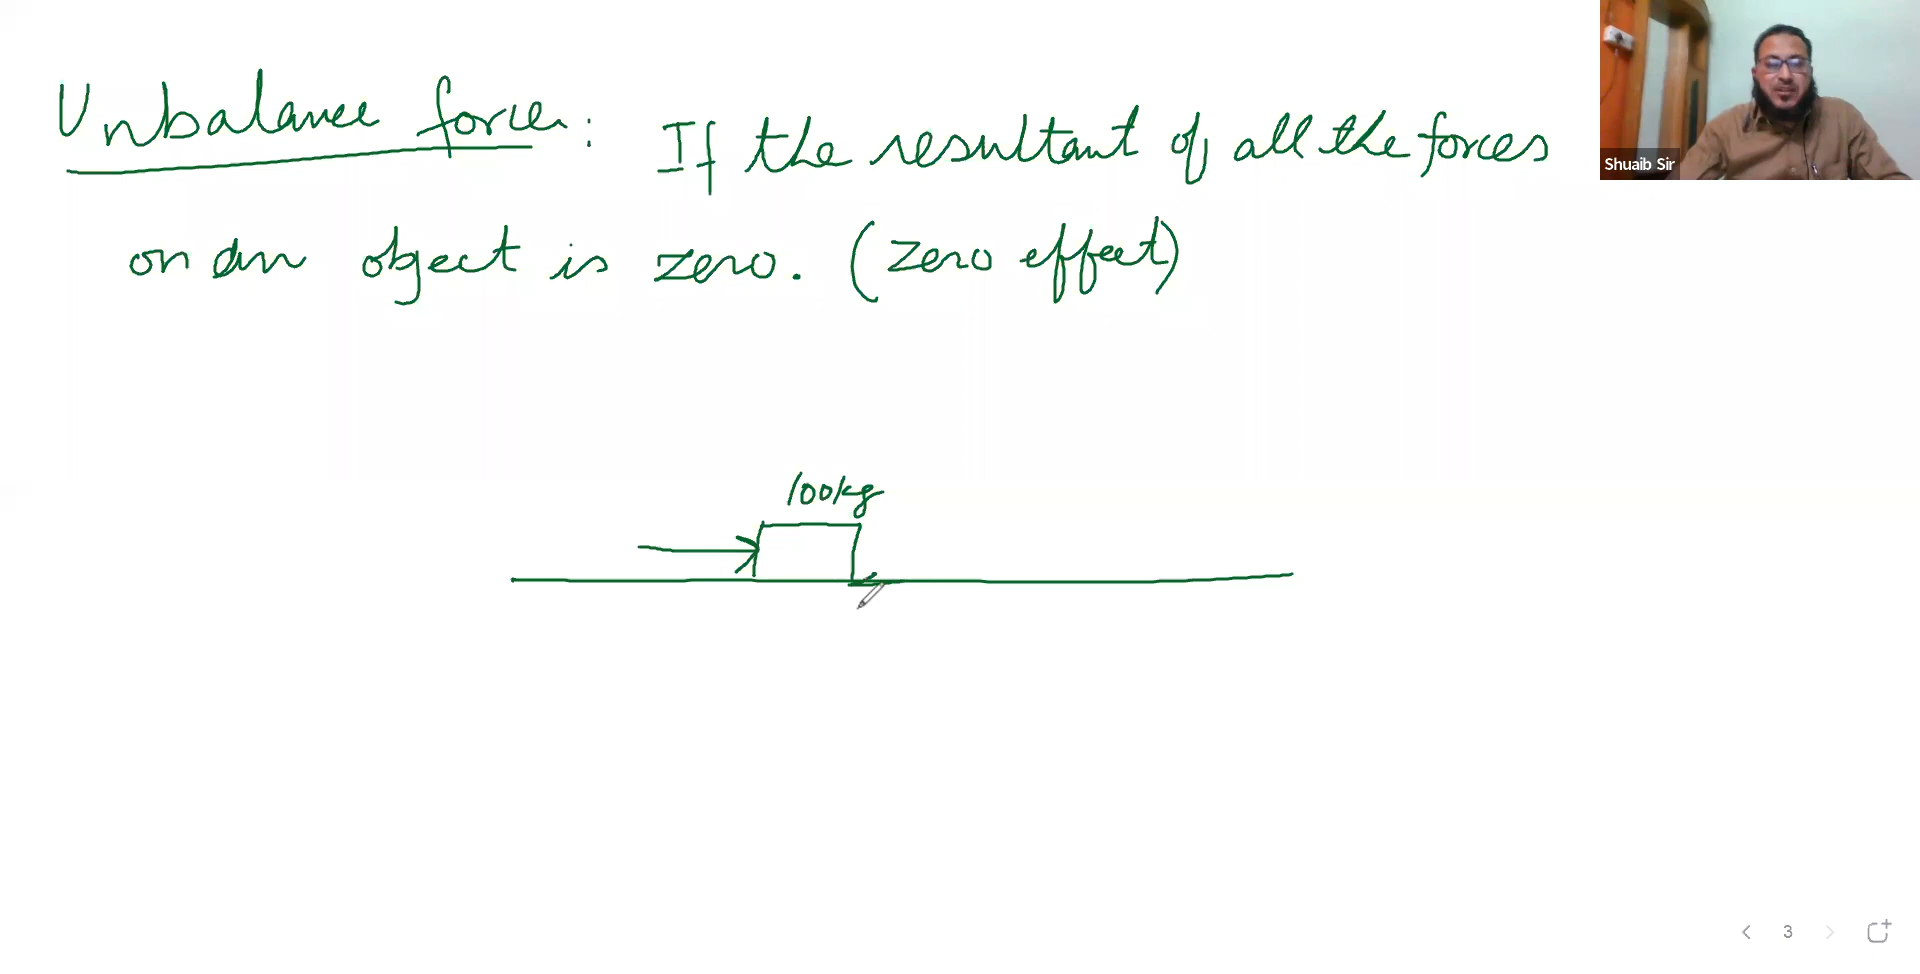 Unbalance force: If the resultant of all the forces
Shuaib Sir
on an object is zero. (zero effect)
100kg
3